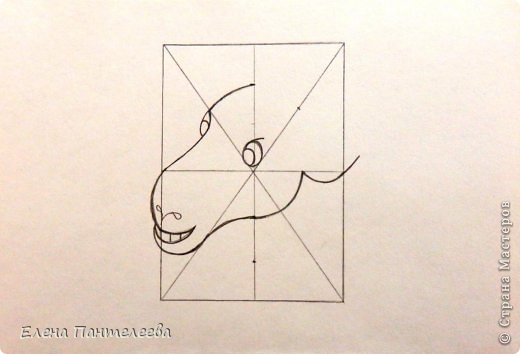 Елена Пантелеева
© Страна Мастеров